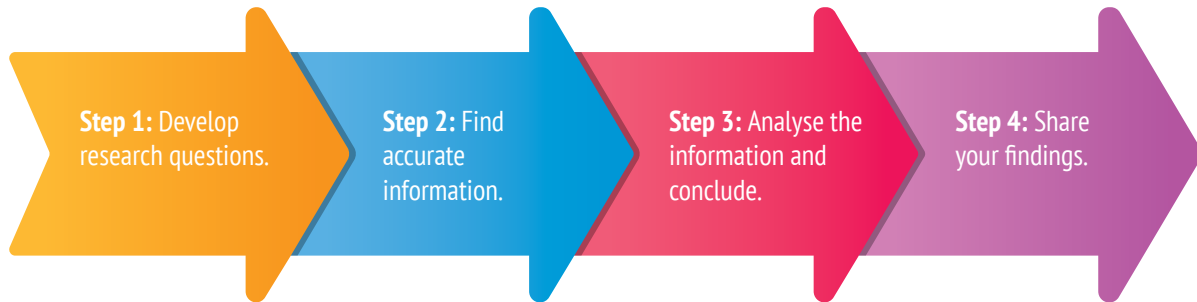 Step 1: Develop
research questions.
Step 2: Find
accurate
information.
Step 3: Analyse the
information and
conclude.
Step 4: Share
your findings.